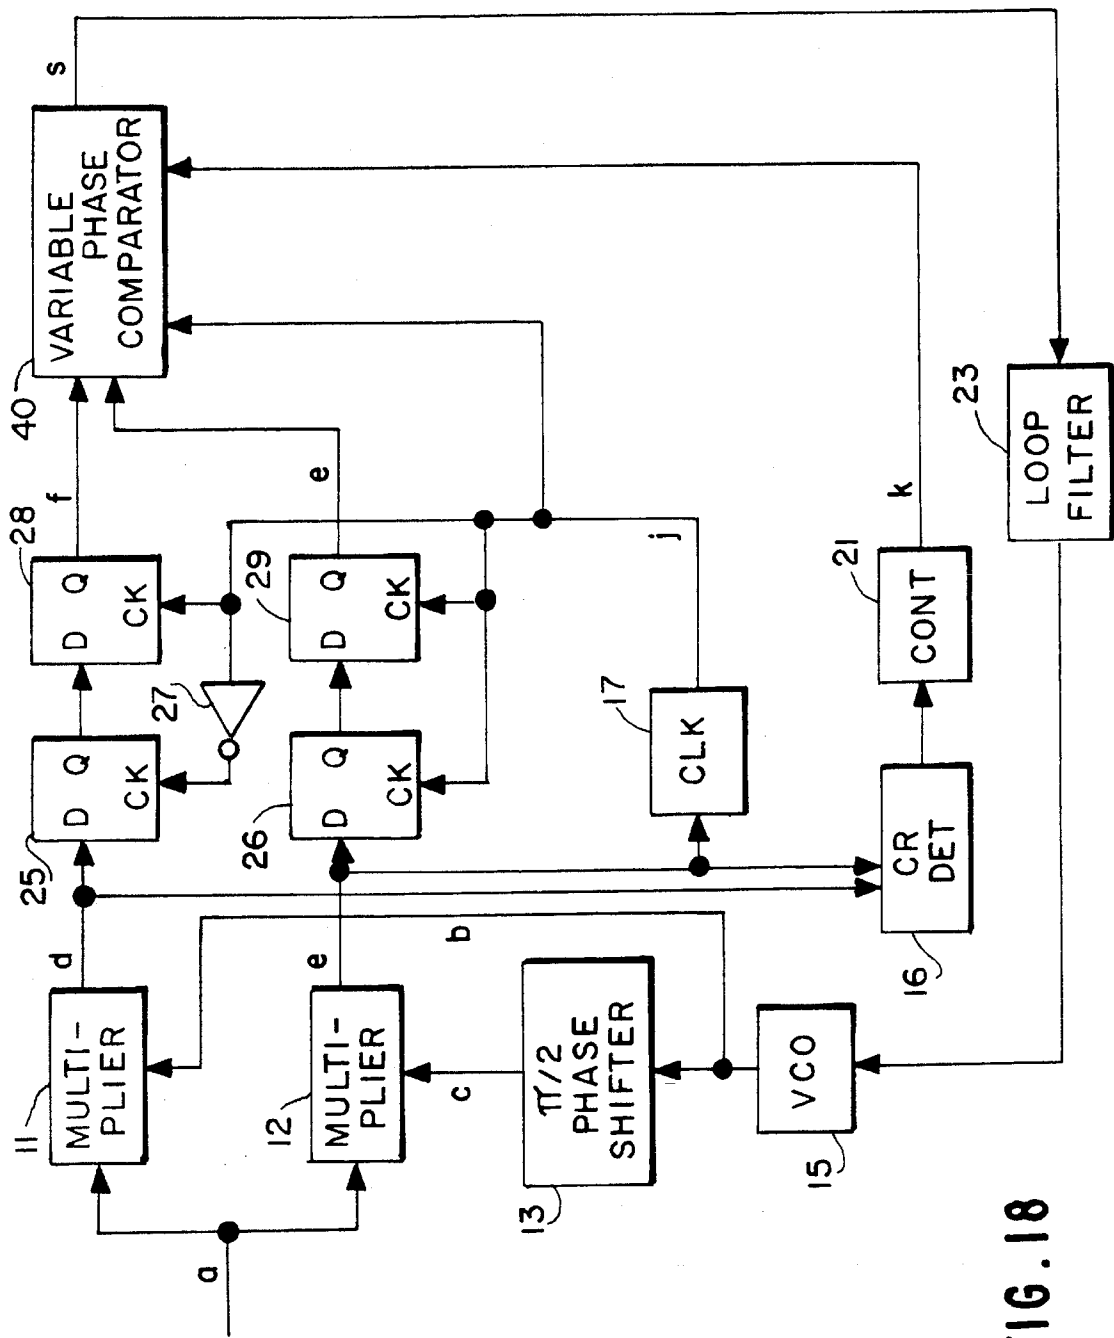 a
11
MULTI-
PLIER
d
25
D Q
CK
28
D Q
CK
f
40
VARIABLE
PHASE
COMPARATOR
s
27
12
MULTI-
PLIER
e
26
D Q
CK
29
D Q
CK
e
b
c
13
π/2
PHASE
SHIFTER
17
CLK
j
15
VCO
16
CR
DET
21
CONT
k
23
LOOP
FILTER
FIG.18